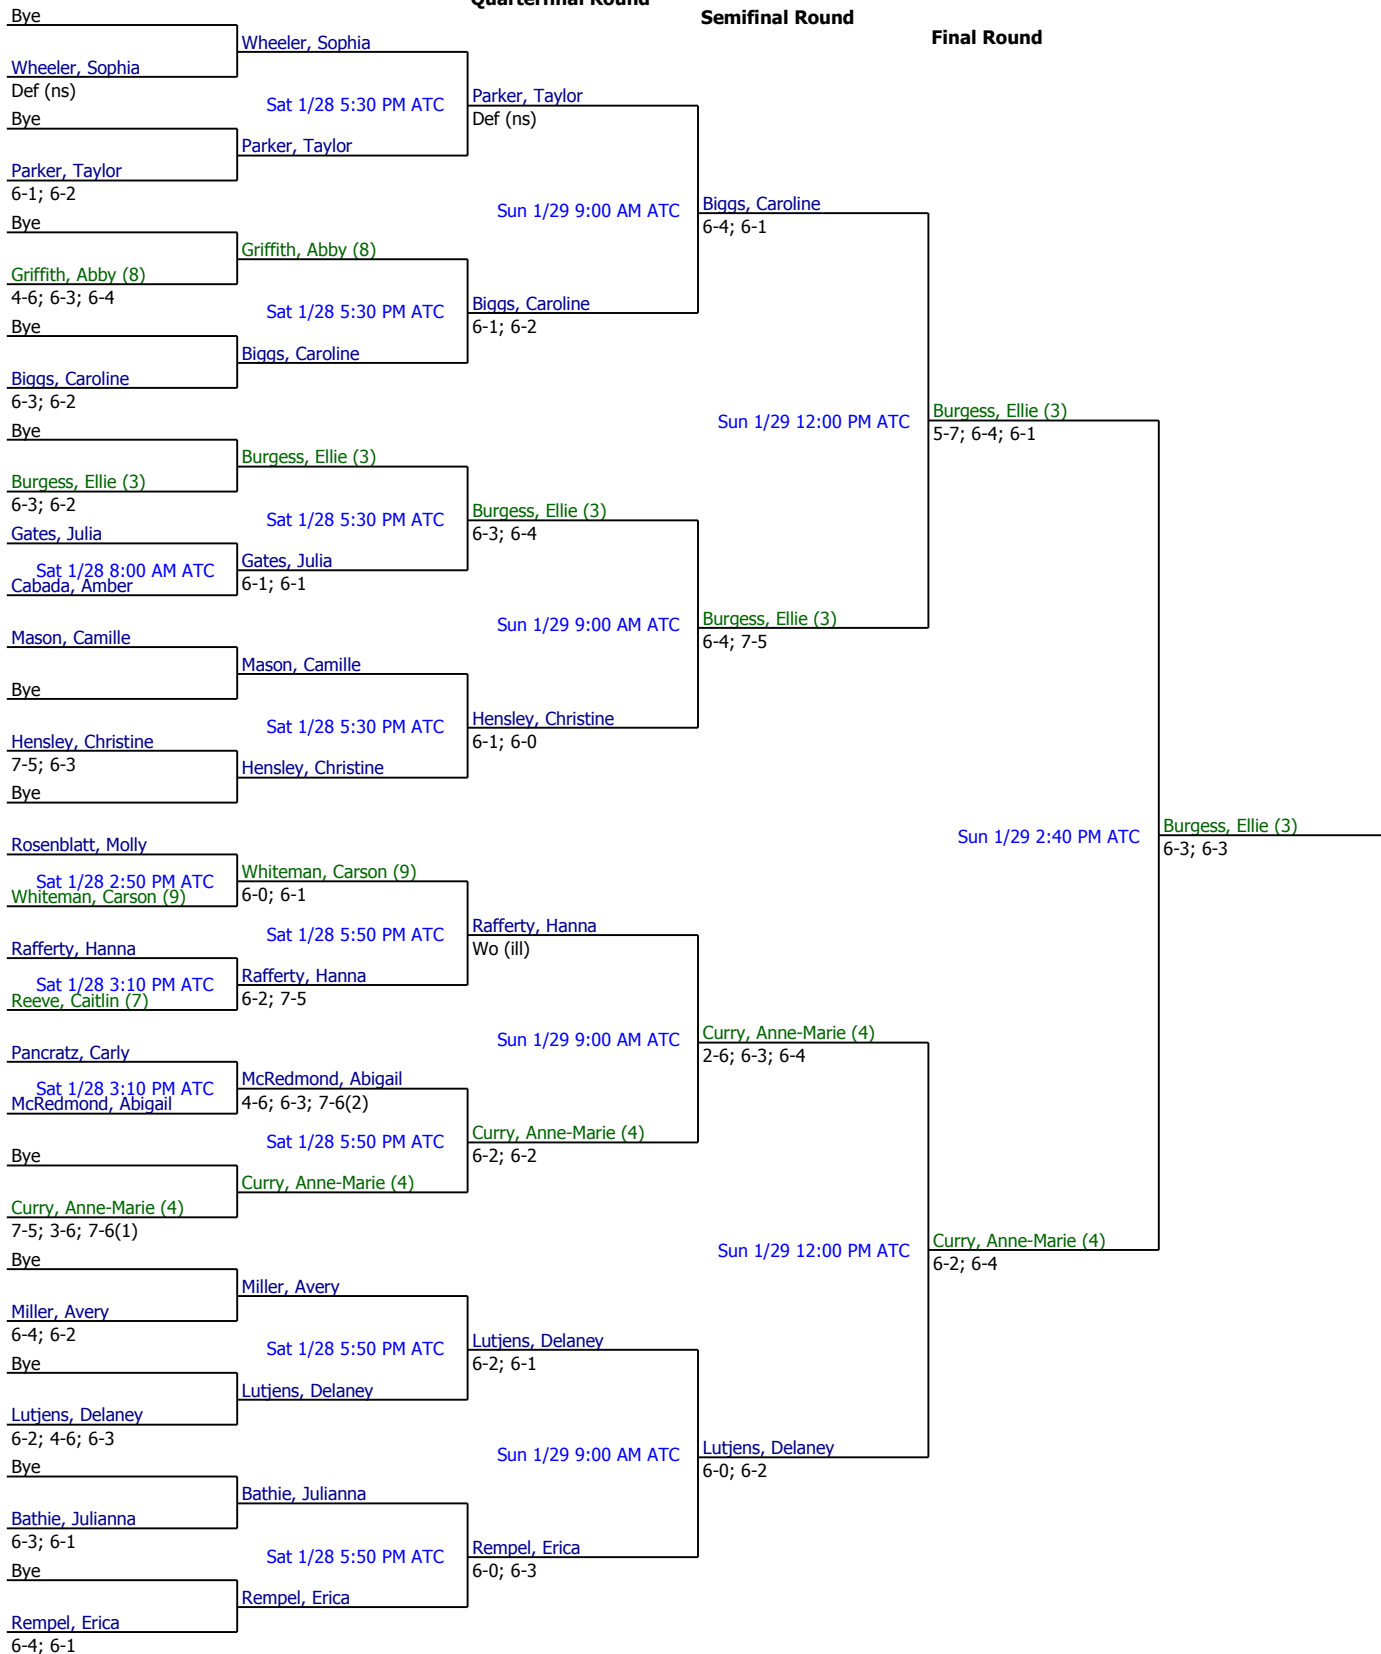 Quarterfinal Round
Semifinal Round
Final Round
Bye
Wheeler, Sophia
Wheeler, Sophia
Def (ns)
Sat 1/28 5:30 PM ATC
Parker, Taylor
Def (ns)
Bye
Parker, Taylor
Parker, Taylor
6-1; 6-2
Sun 1/29 9:00 AM ATC
Biggs, Caroline
6-4; 6-1
Bye
Griffith, Abby (8)
Griffith, Abby (8)
4-6; 6-3; 6-4
Sat 1/28 5:30 PM ATC
Biggs, Caroline
6-1; 6-2
Bye
Biggs, Caroline
Biggs, Caroline
6-3; 6-2
Sun 1/29 12:00 PM ATC
Burgess, Ellie (3)
5-7; 6-4; 6-1
Bye
Burgess, Ellie (3)
Burgess, Ellie (3)
6-3; 6-2
Sat 1/28 5:30 PM ATC
Burgess, Ellie (3)
6-3; 6-4
Gates, Julia
Sat 1/28 8:00 AM ATC
Cabada, Amber
Gates, Julia
6-1; 6-1
Sun 1/29 9:00 AM ATC
Burgess, Ellie (3)
6-4; 7-5
Mason, Camille
Mason, Camille
Bye
Sat 1/28 5:30 PM ATC
Hensley, Christine
6-1; 6-0
Hensley, Christine
7-5; 6-3
Hensley, Christine
Bye
Sun 1/29 2:40 PM ATC
Burgess, Ellie (3)
6-3; 6-3
Rosenblatt, Molly
Sat 1/28 2:50 PM ATC
Whiteman, Carson (9)
Whiteman, Carson (9)
6-0; 6-1
Sat 1/28 5:50 PM ATC
Rafferty, Hanna
Wo (ill)
Rafferty, Hanna
Sat 1/28 3:10 PM ATC
Reeve, Caitlin (7)
Rafferty, Hanna
6-2; 7-5
Sun 1/29 9:00 AM ATC
Curry, Anne-Marie (4)
2-6; 6-3; 6-4
Pancratz, Carly
Sat 1/28 3:10 PM ATC
McRedmond, Abigail
McRedmond, Abigail
4-6; 6-3; 7-6(2)
Sat 1/28 5:50 PM ATC
Curry, Anne-Marie (4)
6-2; 6-2
Bye
Curry, Anne-Marie (4)
Curry, Anne-Marie (4)
7-5; 3-6; 7-6(1)
Sun 1/29 12:00 PM ATC
Curry, Anne-Marie (4)
6-2; 6-4
Bye
Miller, Avery
Miller, Avery
6-4; 6-2
Sat 1/28 5:50 PM ATC
Lutjens, Delaney
6-2; 6-1
Bye
Lutjens, Delaney
Lutjens, Delaney
6-2; 4-6; 6-3
Sun 1/29 9:00 AM ATC
Lutjens, Delaney
6-0; 6-2
Bye
Bathie, Julianna
Bathie, Julianna
6-3; 6-1
Sat 1/28 5:50 PM ATC
Rempel, Erica
6-0; 6-3
Bye
Rempel, Erica
Rempel, Erica
6-4; 6-1